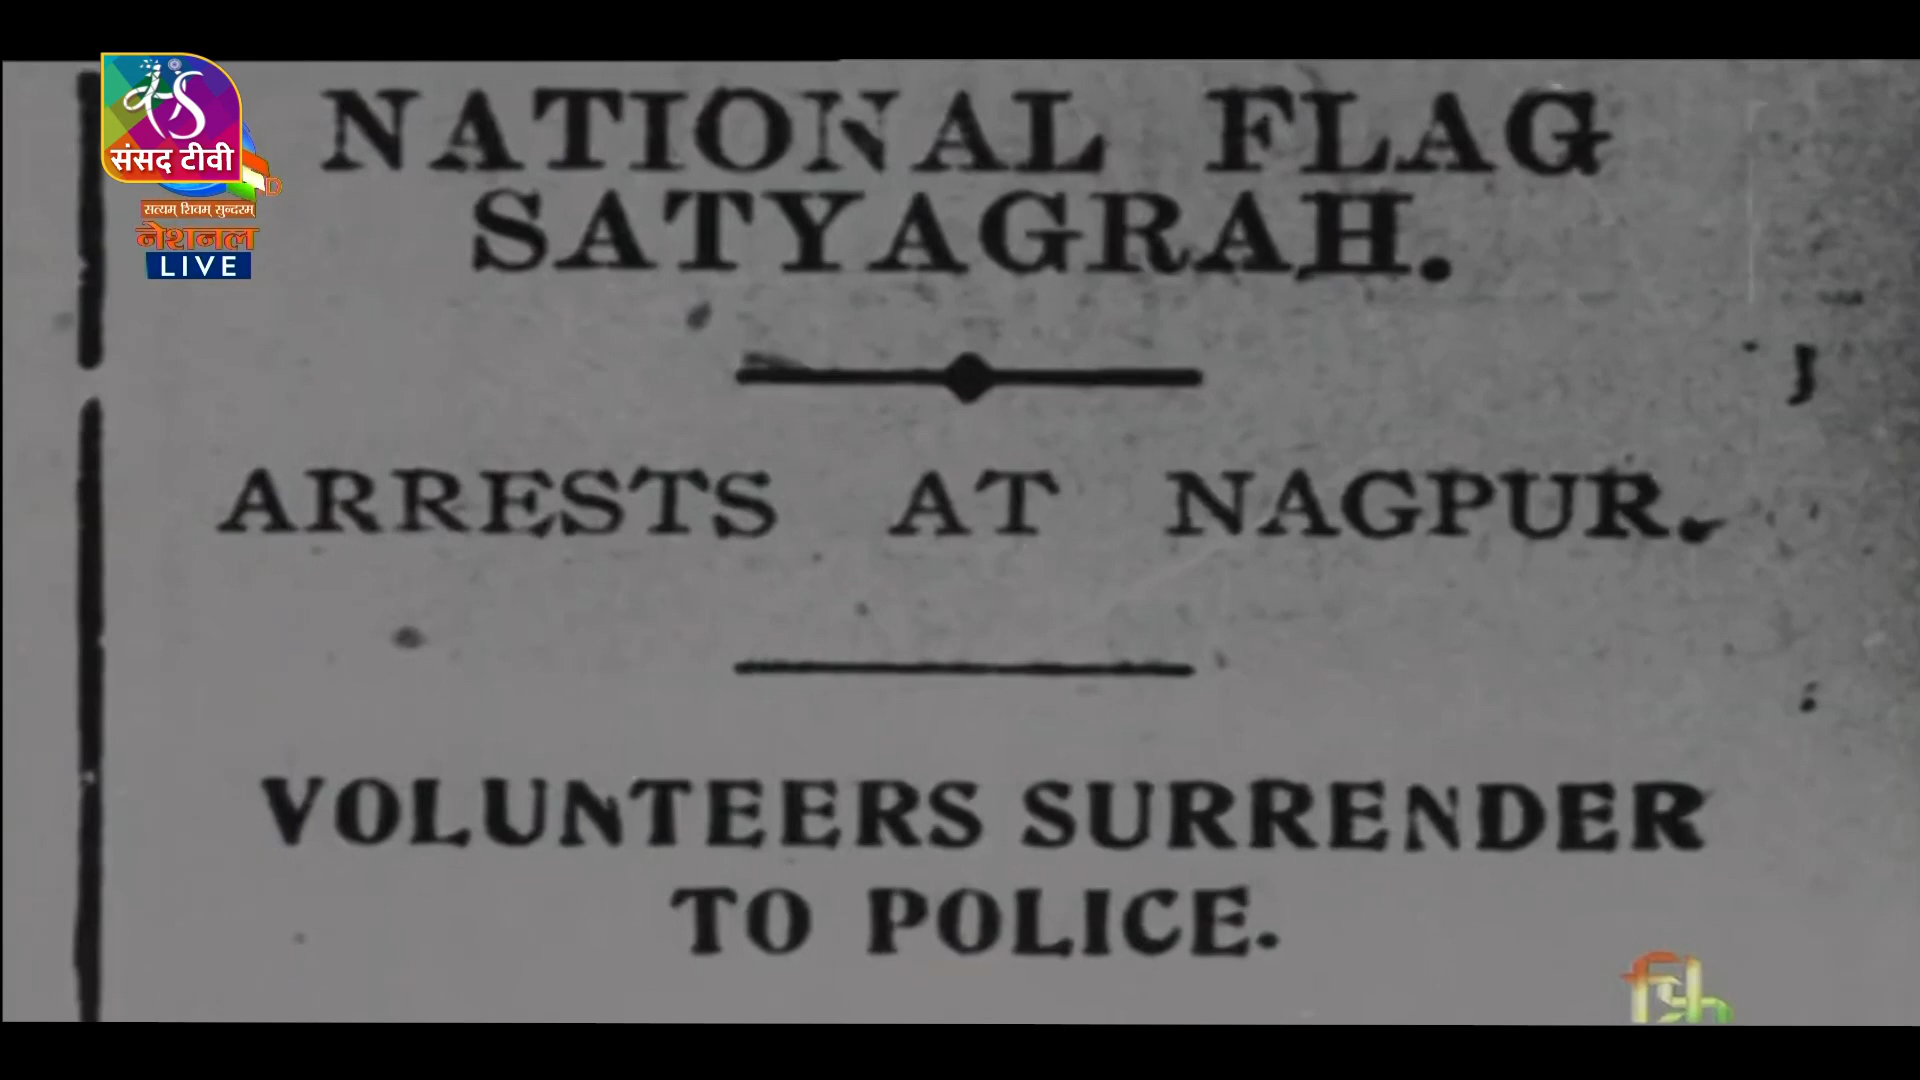 संसद टीवी
सत्यम् शिवम् सुन्दरम्
नेशनल
LIVE
NATIONAL FLAG
SATYAGRAH.
ARRESTS AT NAGPUR.
VOLUNTEERS SURRENDER
TO POLICE.